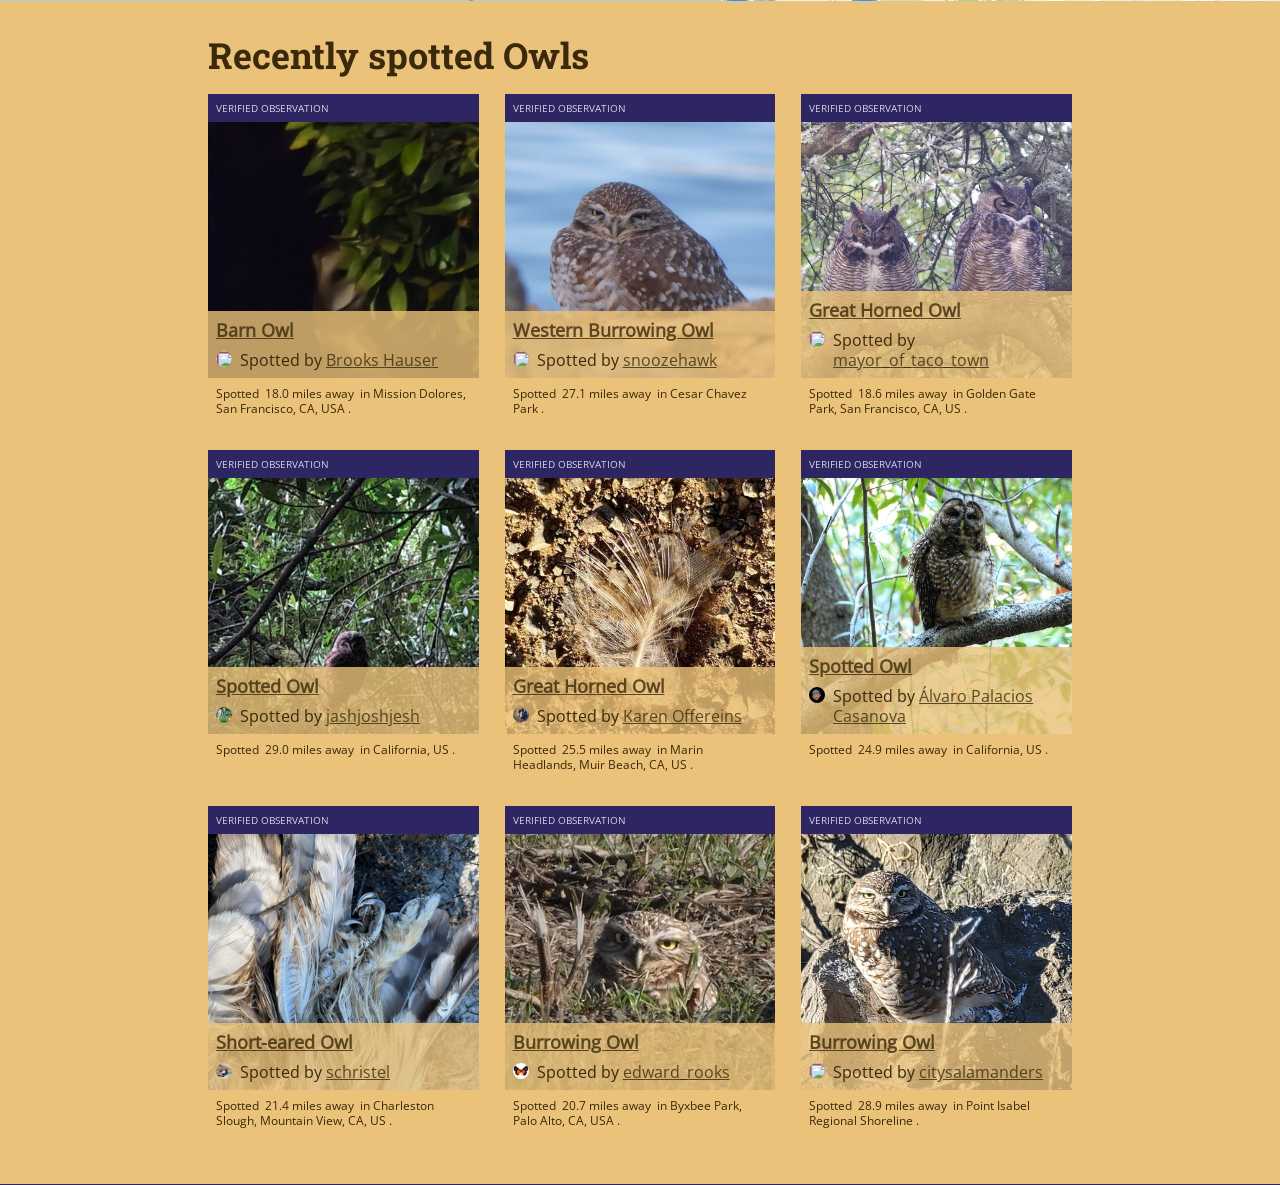 Recently spotted Owls
VERIFIED OBSERVATION
Barn Owl
Spotted by Brooks Hauser
Spotted 18.0 miles away in Mission Dolores,
San Francisco, CA, USA .
VERIFIED OBSERVATION
Western Burrowing Owl
Spotted by snoozehawk
Spotted 27.1 miles away in Cesar Chavez
Park .
VERIFIED OBSERVATION
Great Horned Owl
Spotted by
mayor_of_taco_town
Spotted 18.6 miles away in Golden Gate
Park, San Francisco, CA, US .
VERIFIED OBSERVATION
Spotted Owl
Spotted by jashjoshjesh
Spotted 29.0 miles away in California, US .
VERIFIED OBSERVATION
Great Horned Owl
Spotted by Karen Offereins
Spotted 25.5 miles away in Marin
Headlands, Muir Beach, CA, US .
VERIFIED OBSERVATION
Spotted Owl
Spotted by Álvaro Palacios
Casanova
Spotted 24.9 miles away in California, US .
VERIFIED OBSERVATION
Short-eared Owl
Spotted by schristel
Spotted 21.4 miles away in Charleston
Slough, Mountain View, CA, US .
VERIFIED OBSERVATION
Burrowing Owl
Spotted by edward_rooks
Spotted 20.7 miles away in Byxbee Park,
Palo Alto, CA, USA .
VERIFIED OBSERVATION
Burrowing Owl
Spotted by citysalamanders
Spotted 28.9 miles away in Point Isabel
Regional Shoreline .